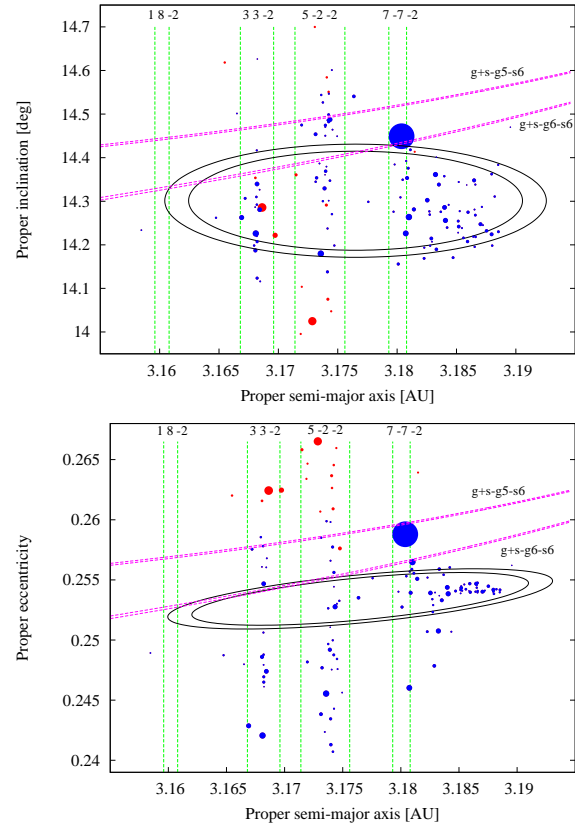 1 8 -2 3 3 -2 5 -2 -2 7 -7 -2
14.7
14.6
14.5
14.4
14.3
14.2
14.1
14
g+s-g5-s6
g+s-g6-s6
Proper inclination [deg]
3.16 3.165 3.17 3.175 3.18 3.185 3.19
Proper semi-major axis [AU]
1 8 -2 3 3 -2 5 -2 -2 7 -7 -2
0.265
0.26
0.255
0.25
0.245
0.24
g+s-g5-s6
g+s-g6-s6
Proper eccentricity
3.16 3.165 3.17 3.175 3.18 3.185 3.19
Proper semi-major axis [AU]